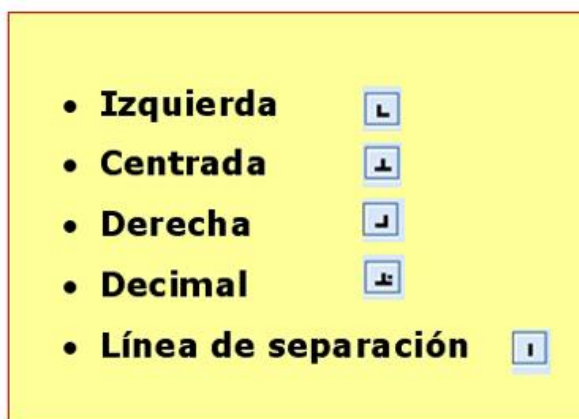 • Izquierda
• Centrada
• Derecha
• Decimal
• Línea de separación